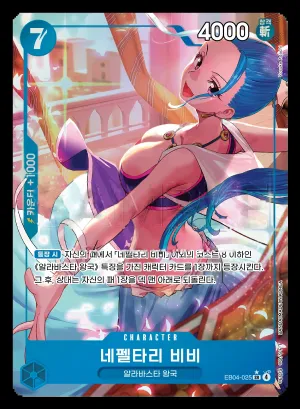 7
4000
참격
斬
카운터 +1000
등장 시 자신의 패에서 「네펠타리 비비」 이외의 코스트 8 이하인
《알라바스타 왕국》 특징을 가진 캐릭터 카드를 1장까지 등장시킨다.
그 후, 상대는 자신의 패 1장을 덱 맨 아래로 되돌린다.
CHARACTER
네펠타리 비비
알라바스타 왕국
EB04-025